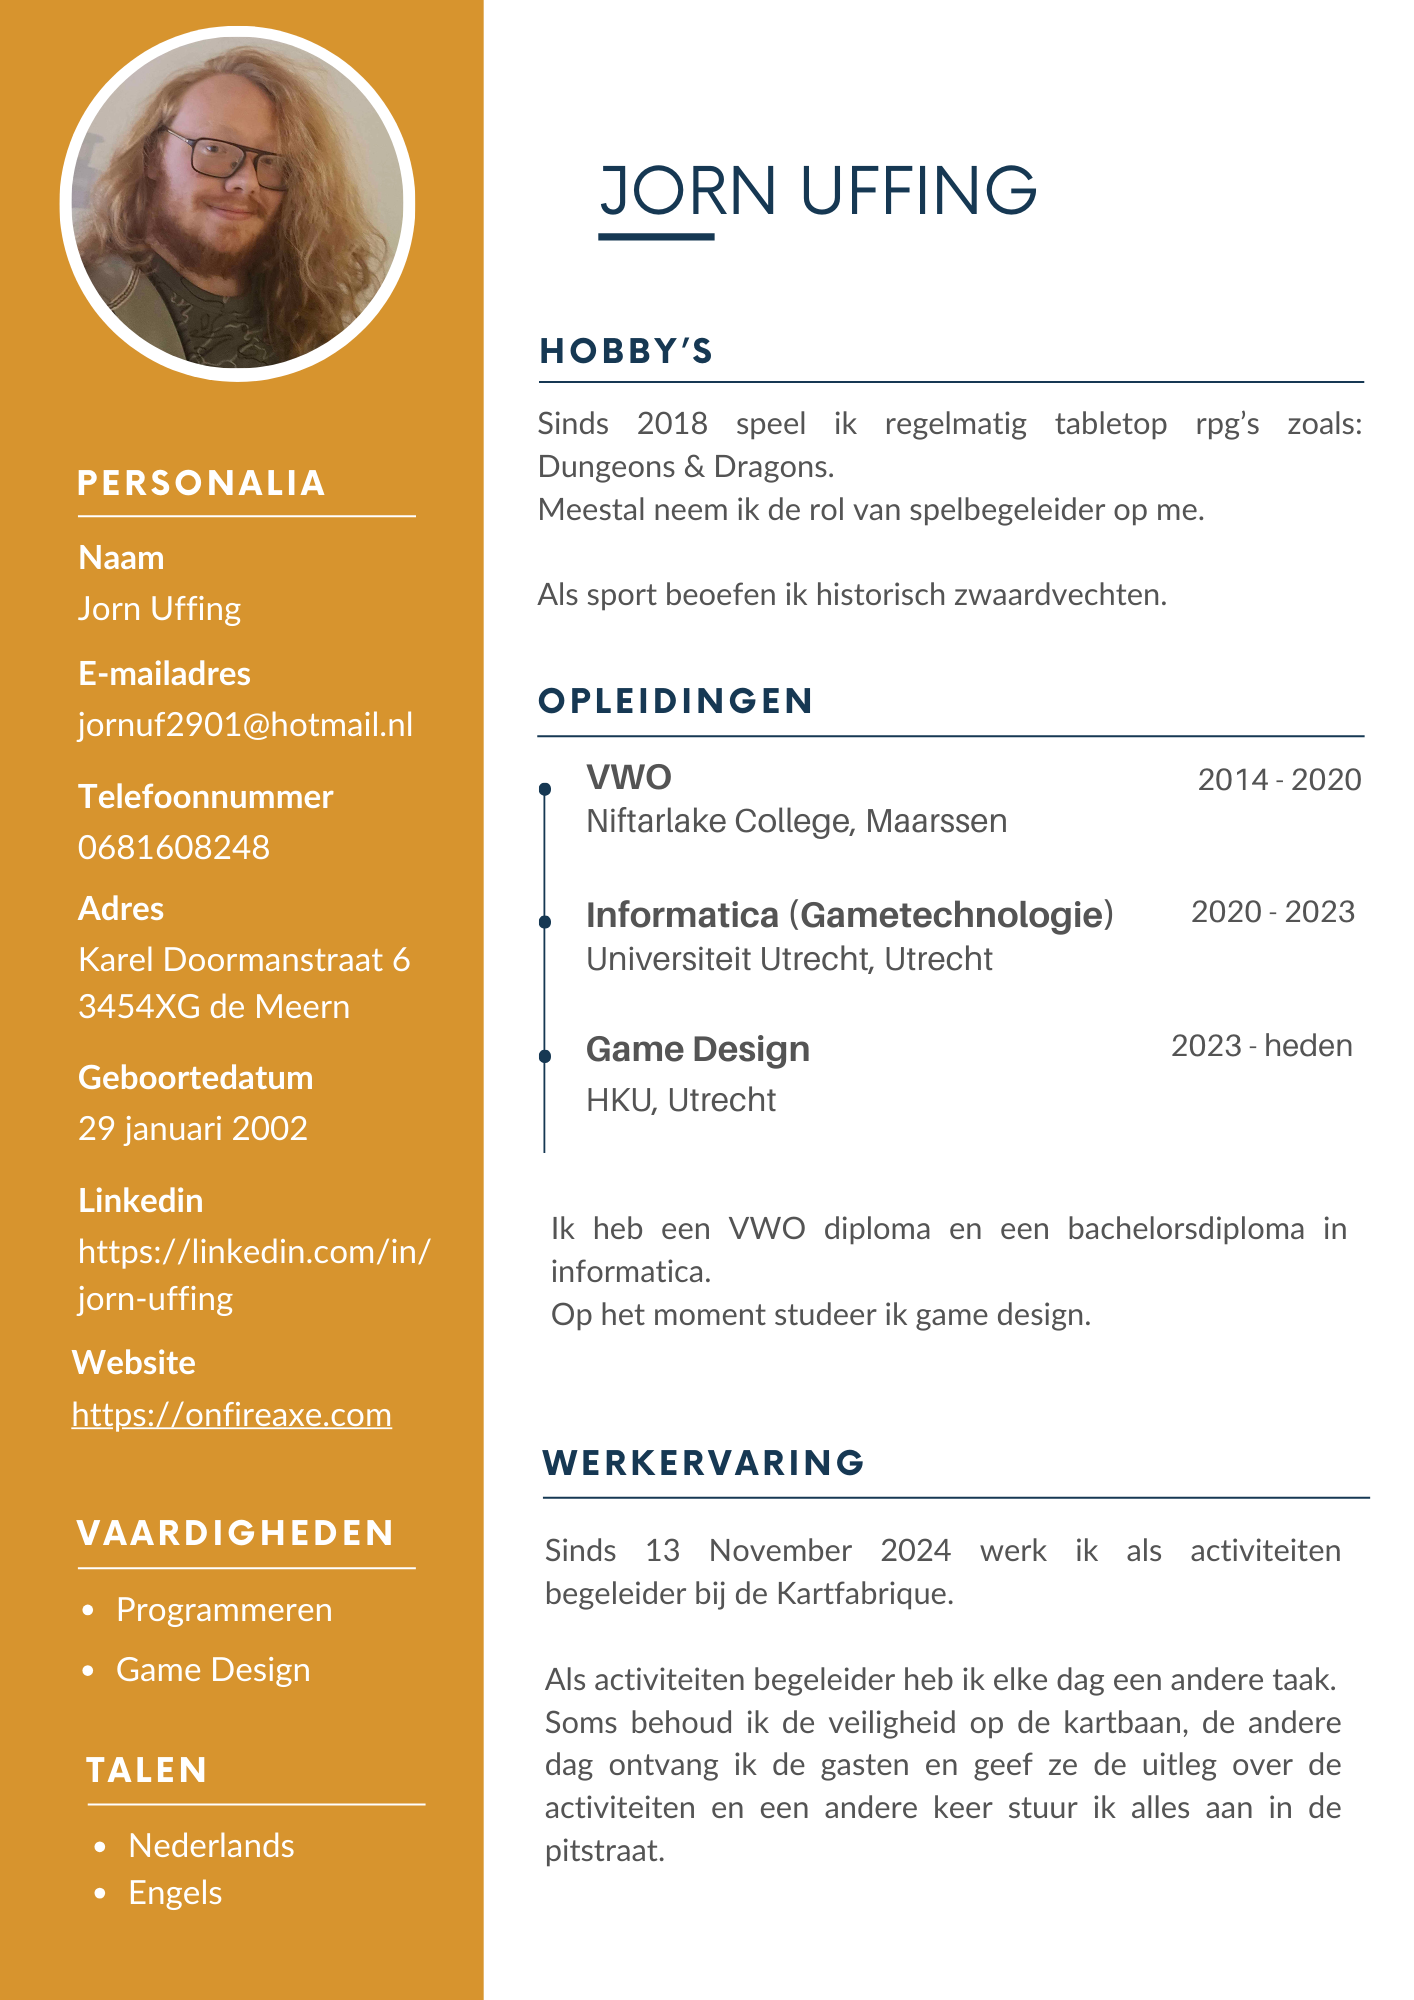 JORN UFFING
PERSONALIA
Naam
Jorn Uffing
E-mailadres
jornuf2901@hotmail.nl
Telefoonnummer
0681608248
Adres
Karel Doormanstraat 6
3454XG de Meern
Geboortedatum
29 januari 2002
Linkedin
https://linkedin.com/in/
jorn-uffing
Website
https://onfireaxe.com
VAARDIGHEDEN
• Programmeren
• Game Design
TALEN
• Nederlands
• Engels
HOBBY’S
Sinds 2018 speel ik regelmatig tabletop rpg’s zoals:
Dungeons & Dragons.
Meestal neem ik de rol van spelbegeleider op me.
Als sport beoefen ik historisch zwaardvechten.
OPLEIDINGEN
VWO 2014 - 2020
Niftarlake College, Maarssen
Informatica (Gametechnologie) 2020 - 2023
Universiteit Utrecht, Utrecht
Game Design 2023 - heden
HKU, Utrecht
Ik heb een VWO diploma en een bachelorsdiploma in
informatica.
Op het moment studeer ik game design.
WERKERVARING
Sinds 13 November 2024 werk ik als activiteiten
begeleider bij de Kartfabrique.
Als activiteiten begeleider heb ik elke dag een andere taak.
Soms behoud ik de veiligheid op de kartbaan, de andere
dag ontvang ik de gasten en geef ze de uitleg over de
activiteiten en een andere keer stuur ik alles aan in de
pitstraat.